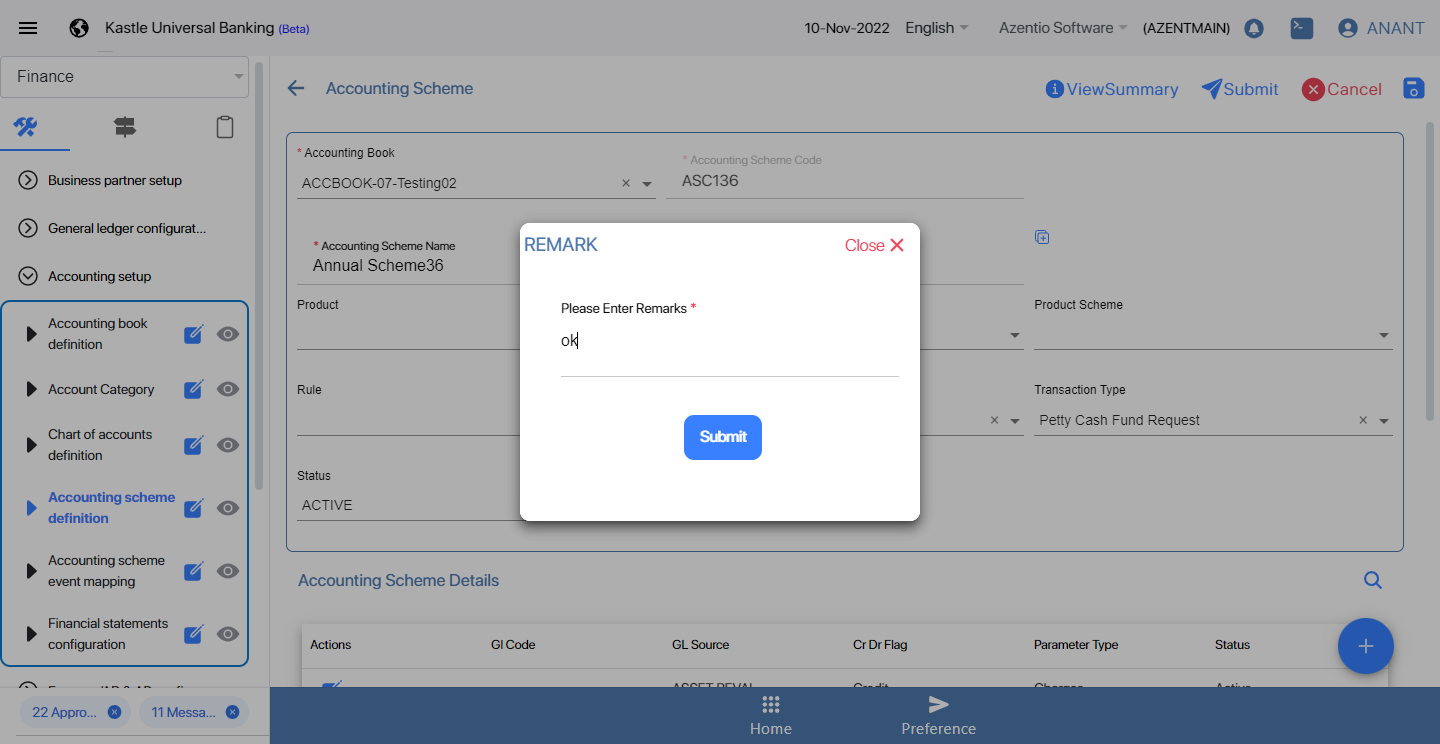 Kastle Universal Banking (Beta)
10-Nov-2022 English Azentio Software (AZENTMAIN) ANANT
Finance
Accounting Scheme
ViewSummary Submit Cancel
Business partner setup
General ledger configurat...
Accounting setup
Accounting book
definition
Account Category
Chart of accounts
definition
Accounting scheme
definition
Accounting scheme
event mapping
Financial statements
configuration
22 Appro... 11 Messa...
* Accounting Book
ACCBOOK-07-Testing02
* Accounting Scheme Code
ASC136
* Accounting Scheme Name
Annual Scheme36
Product
Product Scheme
Rule
Transaction Type
Petty Cash Fund Request
Status
ACTIVE
REMARK
Close
Please Enter Remarks *
ok
Submit
Accounting Scheme Details
Actions Gl Code GL Source Cr Dr Flag Parameter Type Status
ASSET REVAL Credit Charges Active
Home Preference